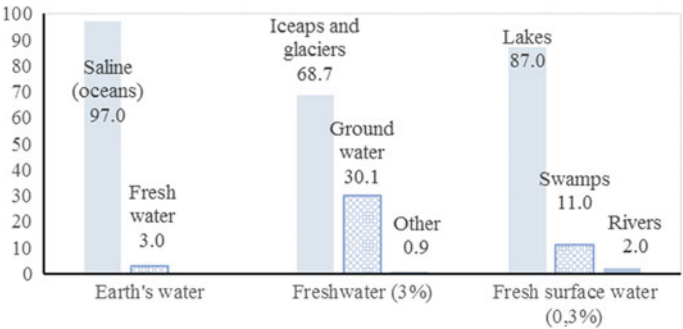 100
90
80
70
60
50
40
30
20
10
0
Saline
(oceans)
97.0
Fresh
water
3.0
Iceaps and
glaciers
68.7
Ground
water
30.1
Other
0.9
Lakes
87.0
Swamps
11.0
Rivers
2.0
Earth's water
Freshwater (3%)
Fresh surface water
(0,3%)